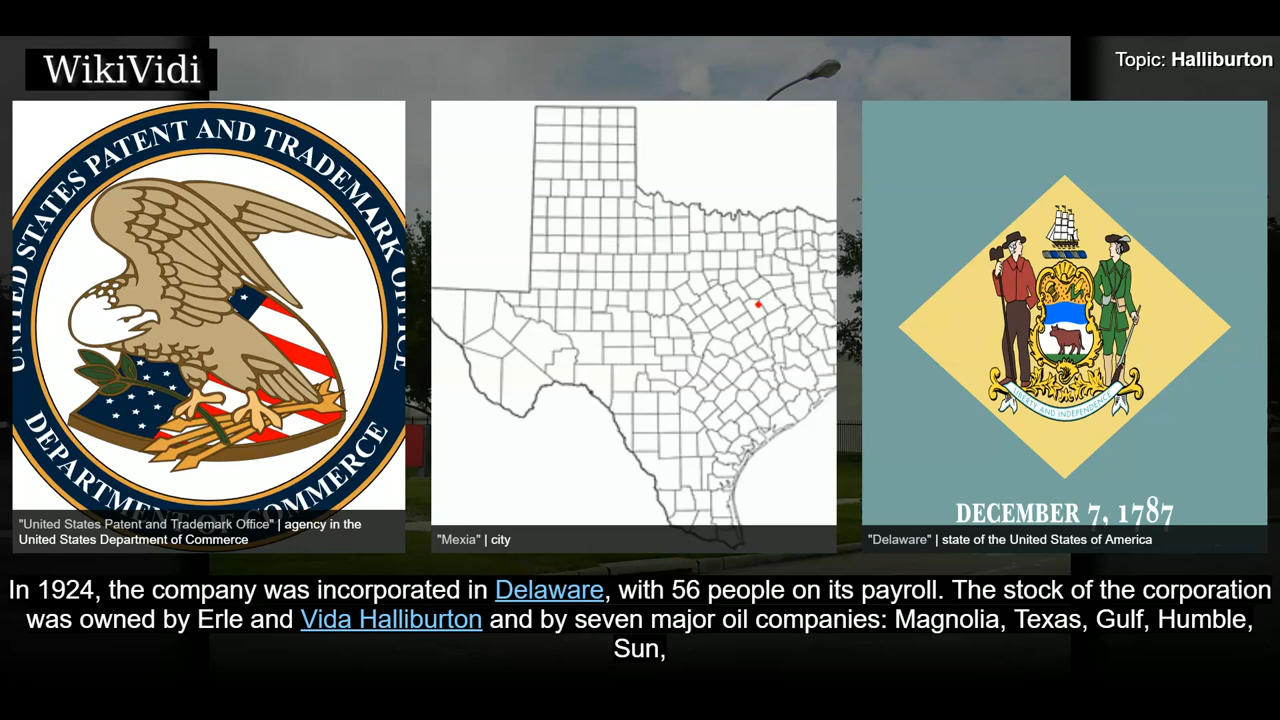 WikiVidi
Topic: Halliburton
UNITED STATES PATENT AND TRADEMARK OFFICE
DEPARTMENT OF COMMERCE
LIBERTY AND INDEPENDENCE
DECEMBER 7, 1787
"United States Patent and Trademark Office" | agency in the
United States Department of Commerce
"Mexia" | city
"Delaware" | state of the United States of America
In 1924, the company was incorporated in Delaware, with 56 people on its payroll. The stock of the corporation
was owned by Erle and Vida Halliburton and by seven major oil companies: Magnolia, Texas, Gulf, Humble,
Sun,